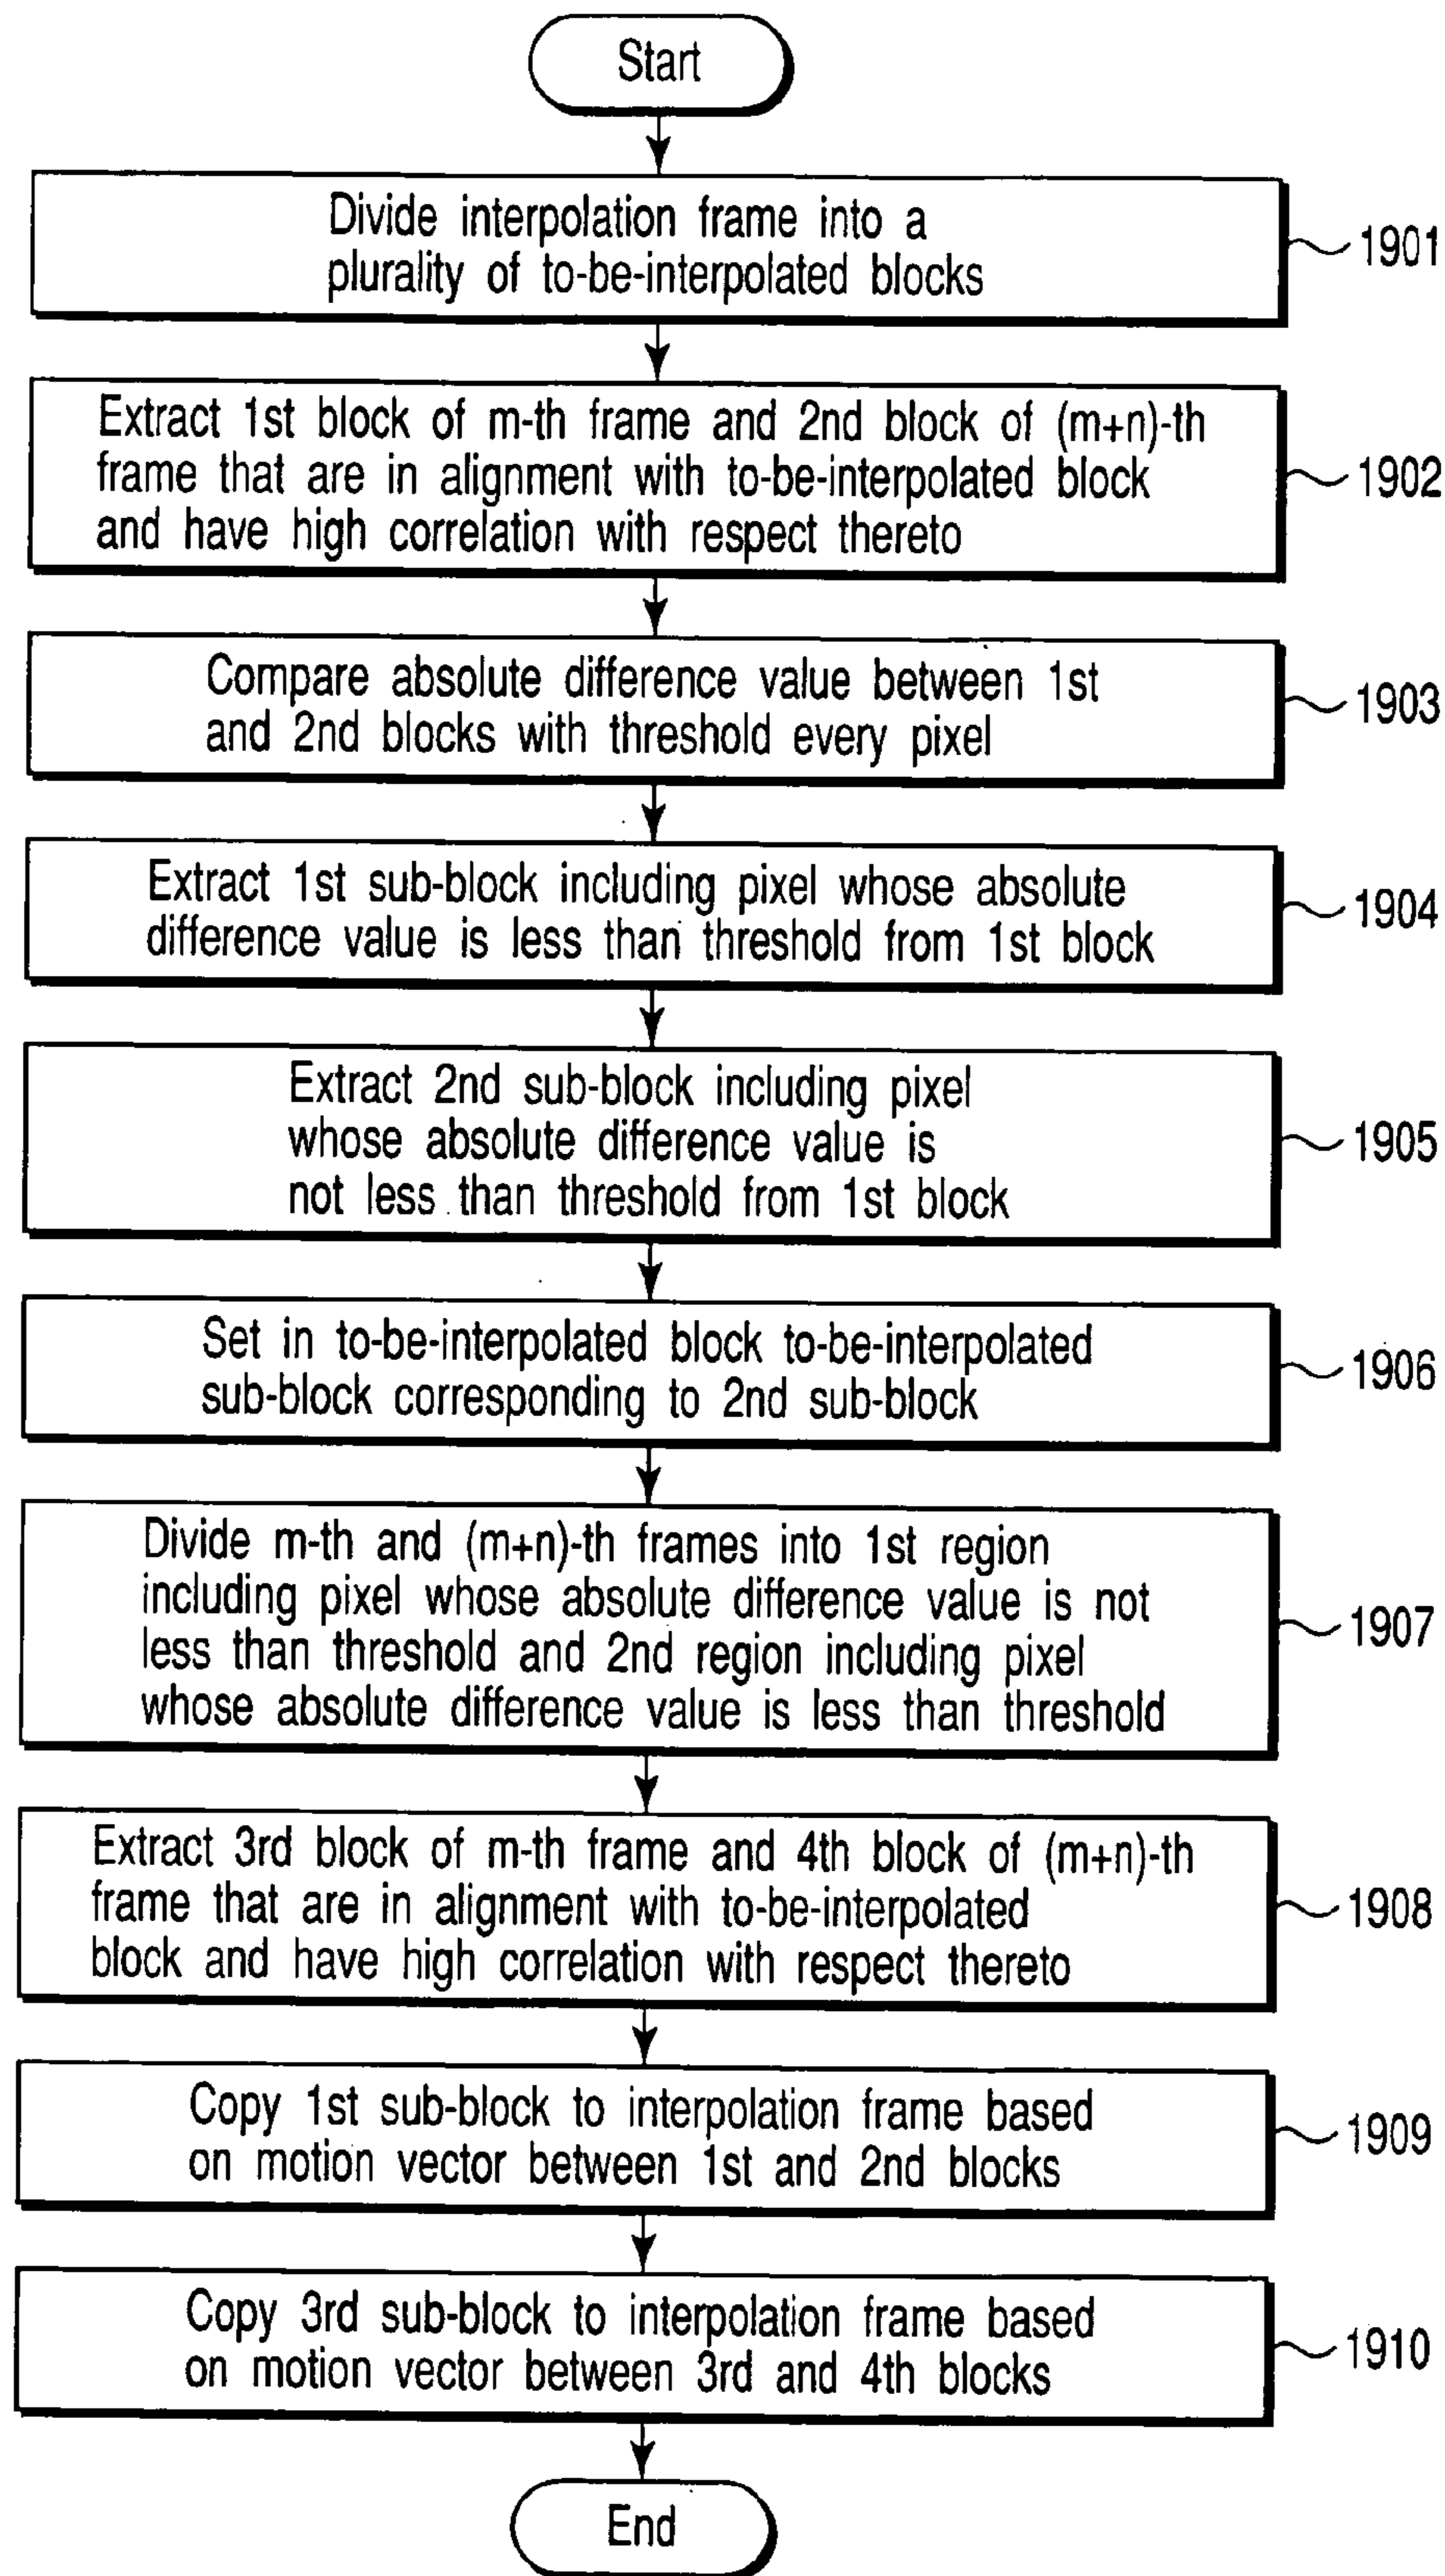 Start
Divide interpolation frame into a
plurality of to-be-interpolated blocks
1901
Extract 1st block of m-th frame and 2nd block of (m+n)-th
frame that are in alignment with to-be-interpolated block
and have high correlation with respect thereto
1902
Compare absolute difference value between 1st
and 2nd blocks with threshold every pixel
1903
Extract 1st sub-block including pixel whose absolute
difference value is less than threshold from 1st block
1904
Extract 2nd sub-block including pixel
whose absolute difference value is
not less than threshold from 1st block
1905
Set in to-be-interpolated block to-be-interpolated
sub-block corresponding to 2nd sub-block
1906
Divide m-th and (m+n)-th frames into 1st region
including pixel whose absolute difference value is not
less than threshold and 2nd region including pixel
whose absolute difference value is less than threshold
1907
Extract 3rd block of m-th frame and 4th block of (m+n)-th
frame that are in alignment with to-be-interpolated
block and have high correlation with respect thereto
1908
Copy 1st sub-block to interpolation frame based
on motion vector between 1st and 2nd blocks
1909
Copy 3rd sub-block to interpolation frame based
on motion vector between 3rd and 4th blocks
1910
End